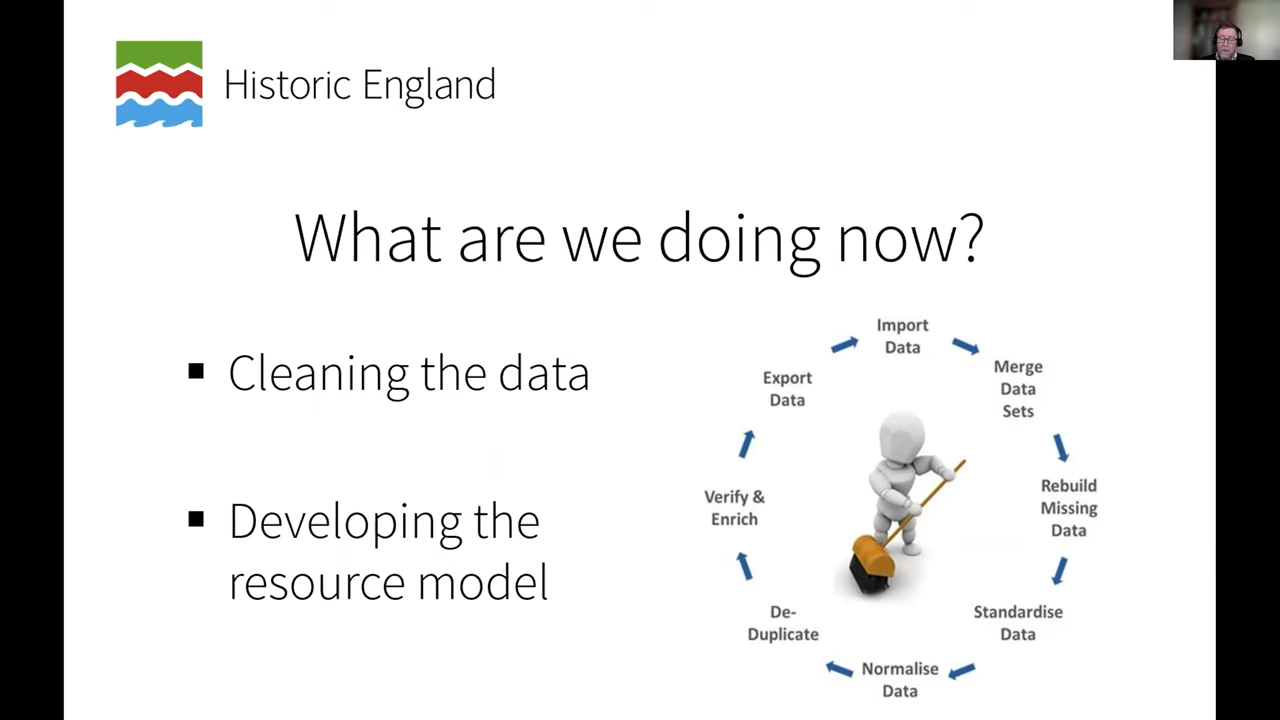 Historic England
What are we doing now?
▪ Cleaning the data
▪ Developing the
resource model
Import
Data
Merge
Data
Sets
Rebuild
Missing
Data
Standardise
Data
Normalise
Data
De-
Duplicate
Verify &
Enrich
Export
Data